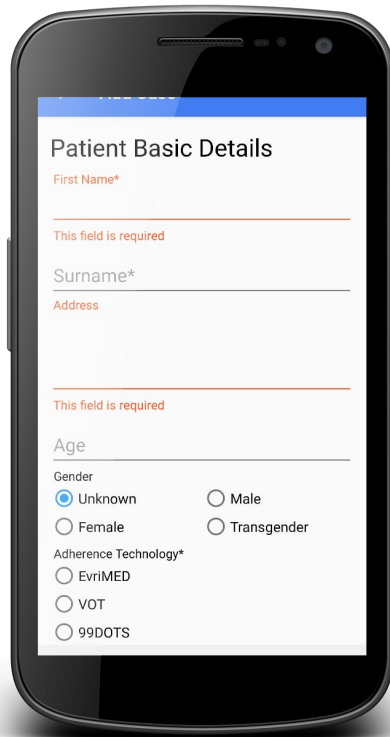 Patient Basic Details
First Name*
This field is required
Surname*
Address
This field is required
Age
Gender
Unknown Male
Female Transgender
Adherence Technology*
EvriMED
VOT
99DOTS